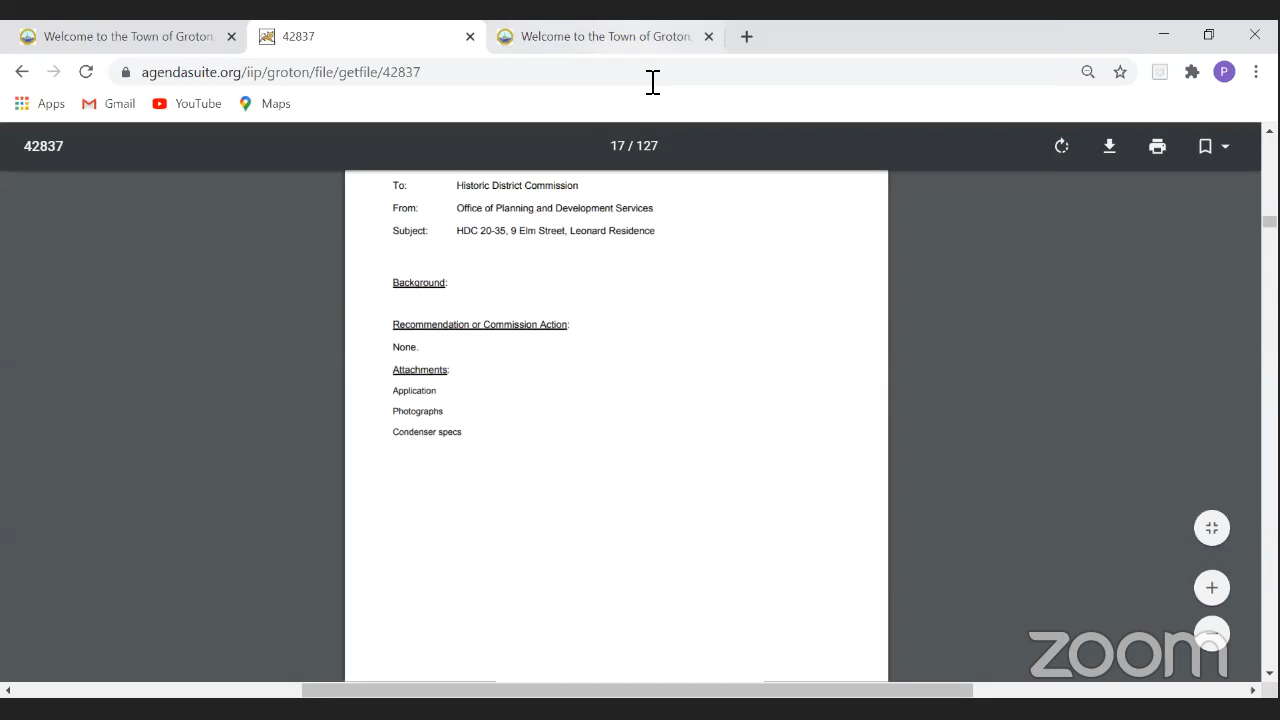 Welcome to the Town of Groton,
42837
Welcome to the Town of Groton,
agendasuite.org/iip/groton/file/getfile/42837
P
Apps
Gmail
YouTube
Maps
42837
17 / 127
To: Historic District Commission
From: Office of Planning and Development Services
Subject: HDC 20-35, 9 Elm Street, Leonard Residence
Background:
Recommendation or Commission Action:
None.
Attachments:
Application
Photographs
Condenser specs
zoom